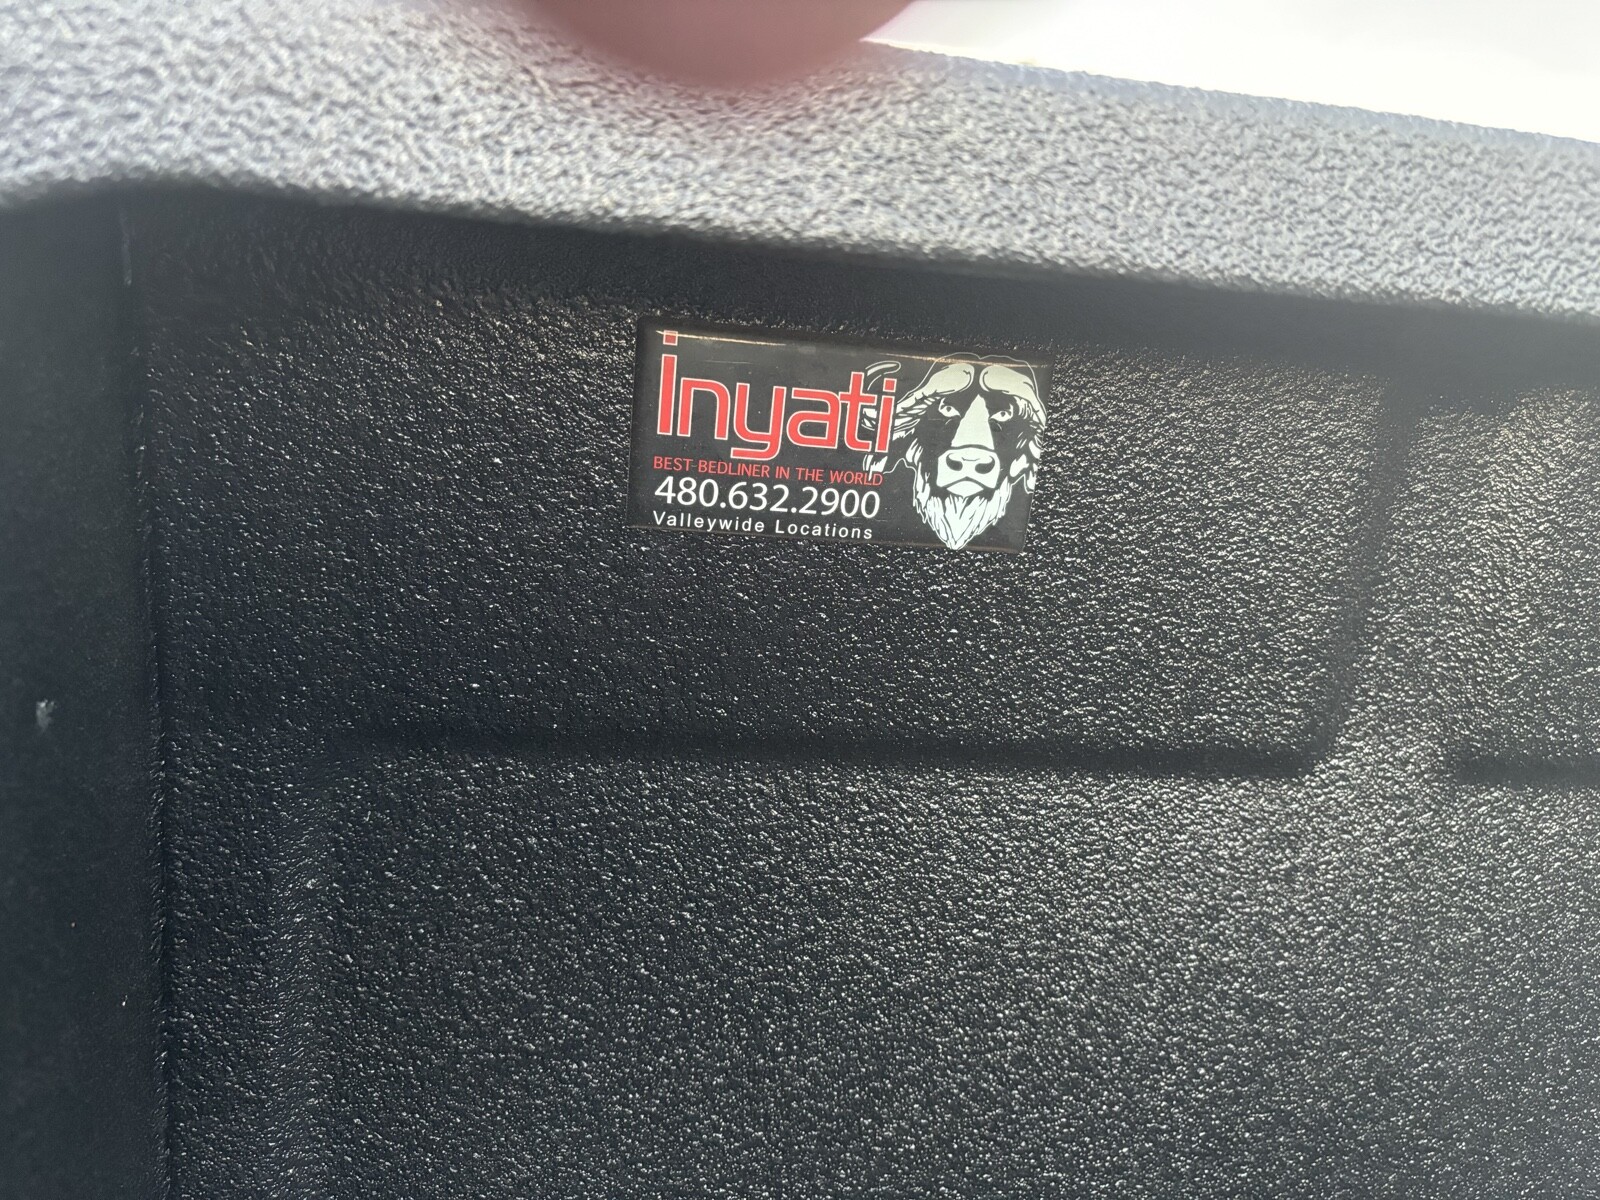 inyati
BEST BEDLINER IN THE WORLD
480.632.2900
Valleywide Locations